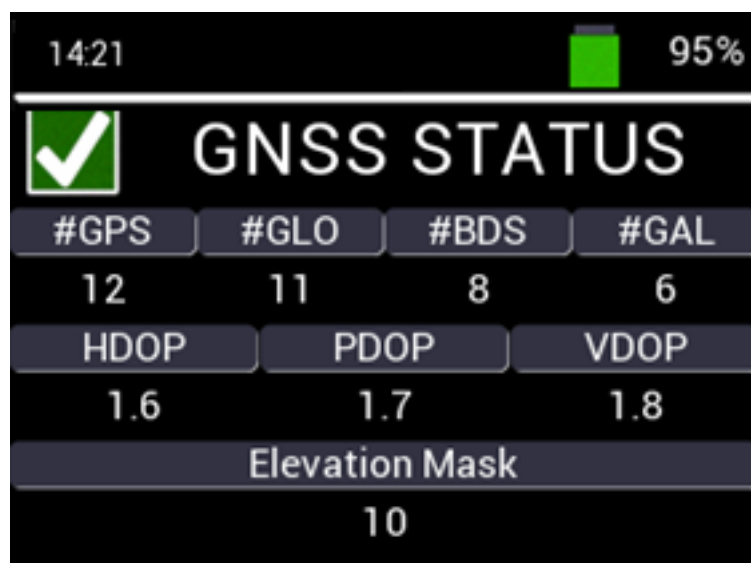 14:21 95%
GNSS STATUS
#GPS #GLO #BDS #GAL
12 11 8 6
HDOP PDOP VDOP
1.6 1.7 1.8
Elevation Mask
10